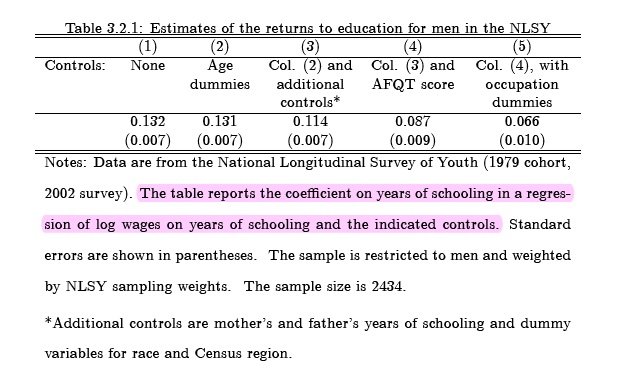 Table 3.2.1: Estimates of the returns to education for men in the NLSY
(1) (2) (3) (4) (5)
Controls: None Age Col. (2) and Col. (3) and Col. (4), with
dummies additional AFQT score occupation
controls* dummies
0.132 0.131 0.114 0.087 0.066
(0.007) (0.007) (0.007) (0.009) (0.010)
Notes: Data are from the National Longitudinal Survey of Youth (1979 cohort,
2002 survey). The table reports the coefficient on years of schooling in a regres-
sion of log wages on years of schooling and the indicated controls. Standard
errors are shown in parentheses. The sample is restricted to men and weighted
by NLSY sampling weights. The sample size is 2434.
*Additional controls are mother's and father's years of schooling and dummy
variables for race and Census region.